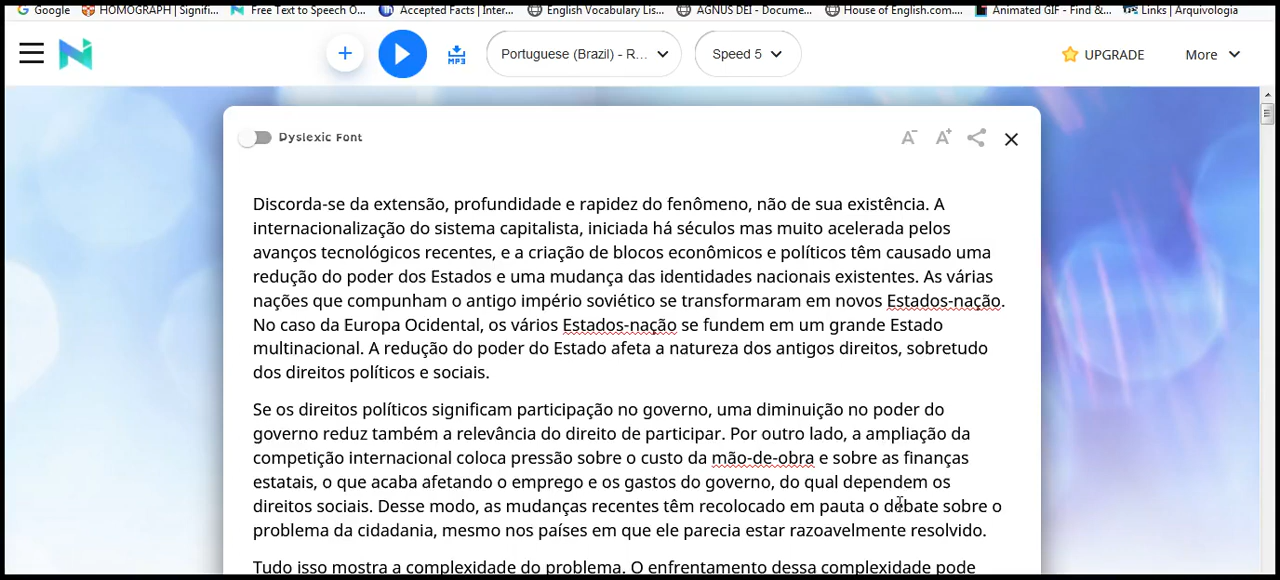 Google HOMOGRAPH | Signifi... Free Text to Speech O... Accepted Facts | Inter... English Vocabulary Lis... AGNUS DEI - Docume... House of English.com.... Animated GIF - Find &... Links | Arquivologia
MP3 Portuguese (Brazil) - R... Speed 5 UPGRADE More
Dyslexic Font A- A+
Discorda-se da extensão, profundidade e rapidez do fenômeno, não de sua existência. A
internacionalização do sistema capitalista, iniciada há séculos mas muito acelerada pelos
avanços tecnológicos recentes, e a criação de blocos econômicos e políticos têm causado uma
redução do poder dos Estados e uma mudança das identidades nacionais existentes. As várias
nações que compunham o antigo império soviético se transformaram em novos Estados-nação.
No caso da Europa Ocidental, os vários Estados-nação se fundem em um grande Estado
multinacional. A redução do poder do Estado afeta a natureza dos antigos direitos, sobretudo
dos direitos políticos e sociais.
Se os direitos políticos significam participação no governo, uma diminuição no poder do
governo reduz também a relevância do direito de participar. Por outro lado, a ampliação da
competição internacional coloca pressão sobre o custo da mão-de-obra e sobre as finanças
estatais, o que acaba afetando o emprego e os gastos do governo, do qual dependem os
direitos sociais. Desse modo, as mudanças recentes têm recolocado em pauta o debate sobre o
problema da cidadania, mesmo nos países em que ele parecia estar razoavelmente resolvido.
Tudo isso mostra a complexidade do problema. O enfrentamento dessa complexidade pode